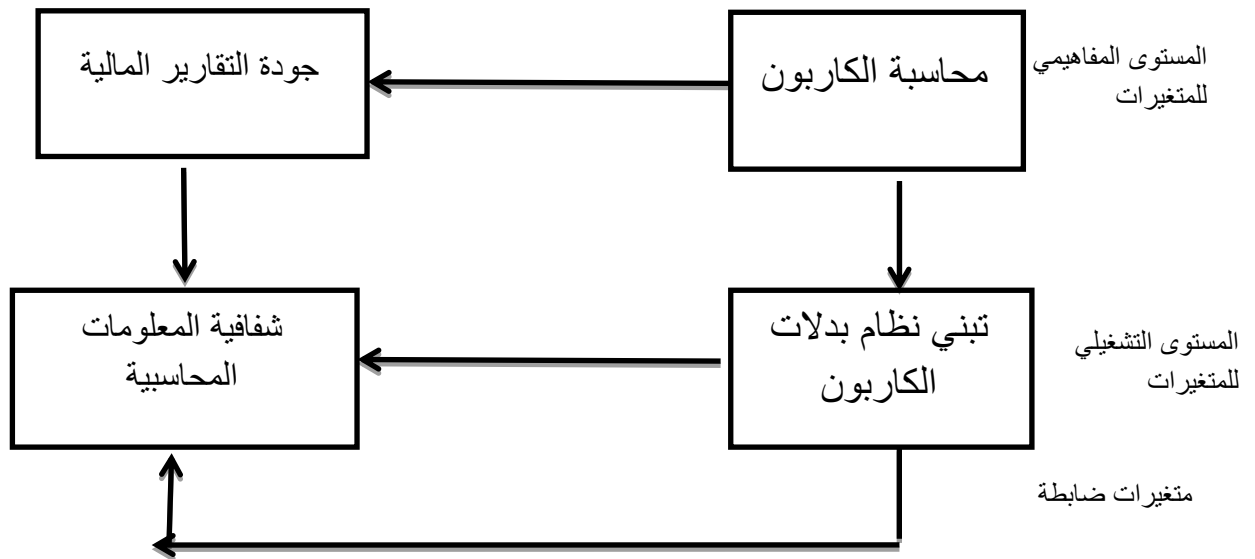 المستوى المفاهيمي
للمتغيرات
محاسبة الكاربون
جودة التقارير المالية
المستوى التشغيلي
للمتغيرات
تبني نظام بدلات
الكاربون
شفافية المعلومات
المحاسبية
متغيرات ضابطة